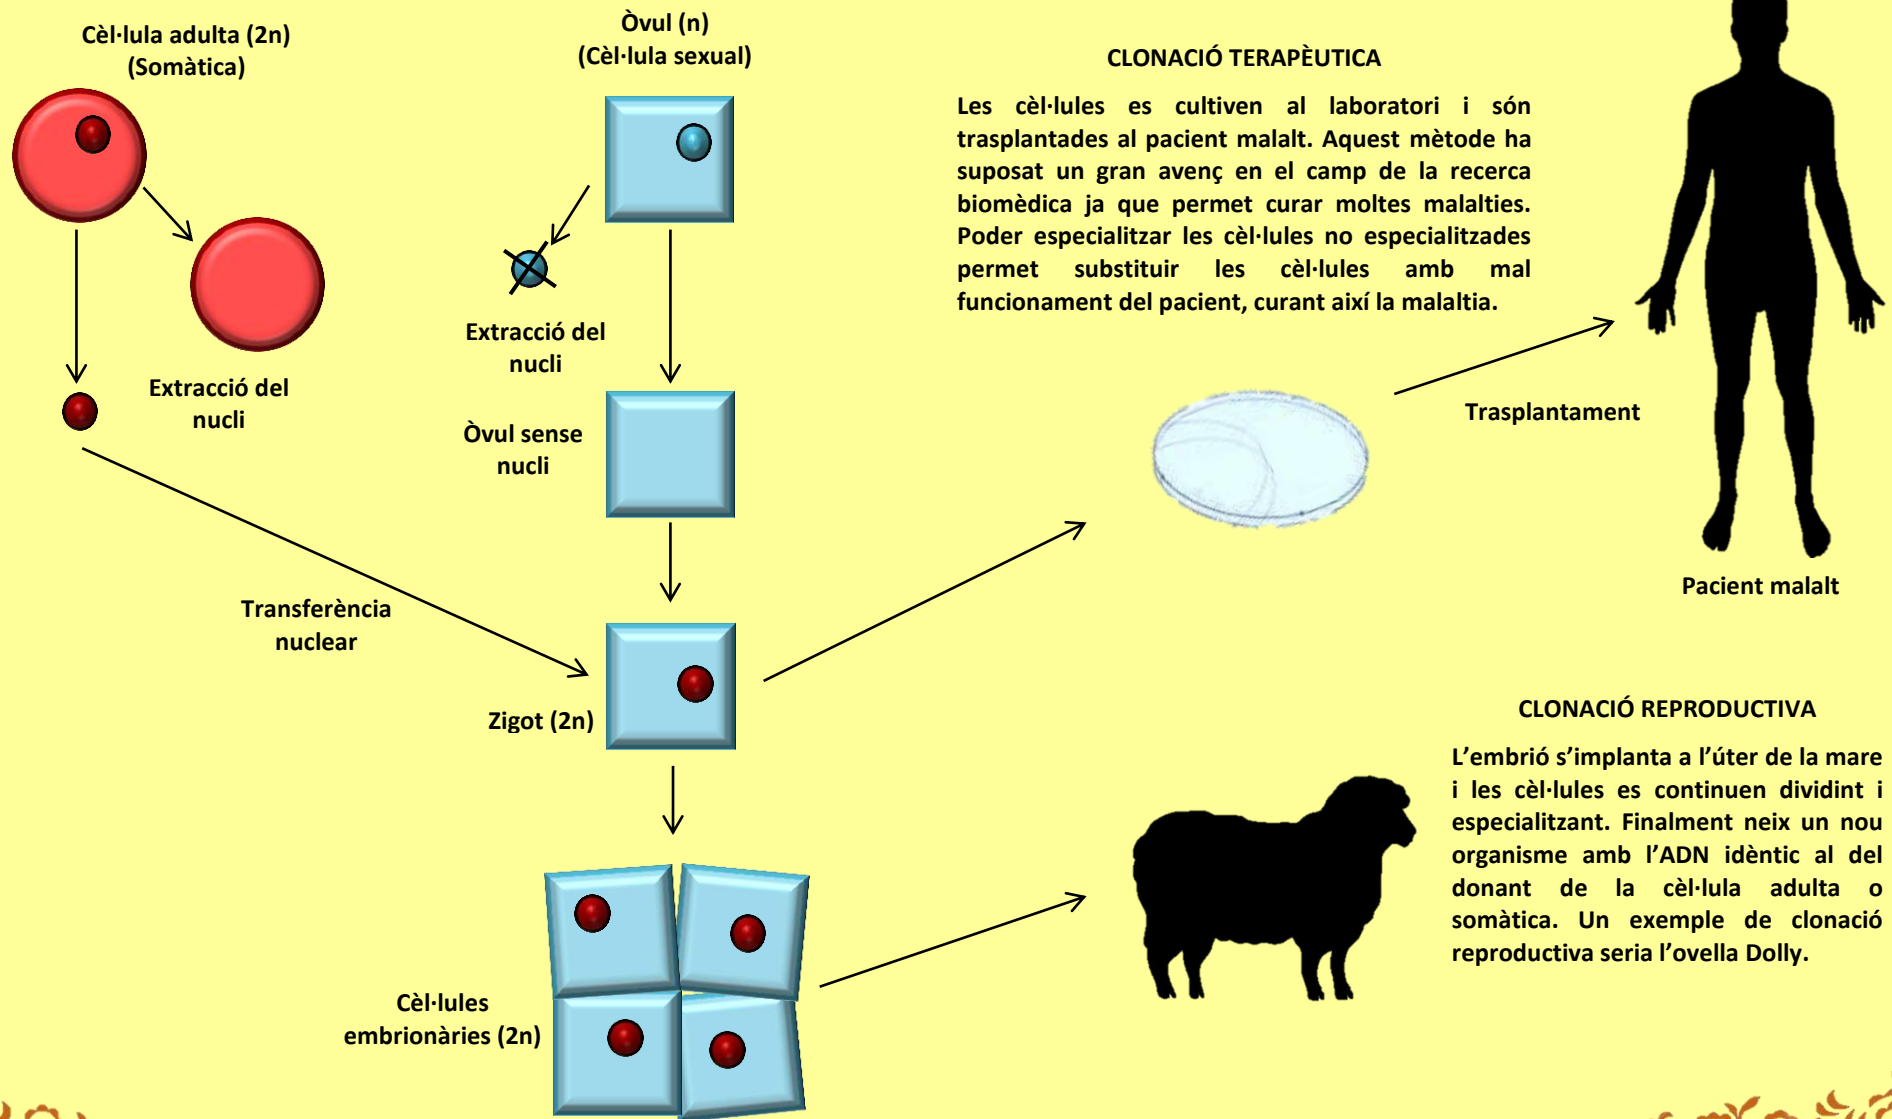 Cèl·lula adulta (2n)
(Somàtica)
Òvul (n)
(Cèl·lula sexual)
Extracció del
nucli
Extracció del
nucli
Òvul sense
nucli
Transferència
nuclear
Zigot (2n)
Cèl·lules
embrionàries (2n)
CLONACIÓ TERAPÈUTICA
Les cèl·lules es cultiven al laboratori i són
trasplantades al pacient malalt. Aquest mètode ha
suposat un gran avenç en el camp de la recerca
biomèdica ja que permet curar moltes malalties.
Poder especialitzar les cèl·lules no especialitzades
permet substituir les cèl·lules amb mal
funcionament del pacient, curant així la malaltia.
Trasplantament
Pacient malalt
CLONACIÓ REPRODUCTIVA
L’embrió s’implanta a l’úter de la mare
i les cèl·lules es continuen dividint i
especialitzant. Finalment neix un nou
organisme amb l’ADN idèntic al del
donant de la cèl·lula adulta o
somàtica. Un exemple de clonació
reproductiva seria l’ovella Dolly.